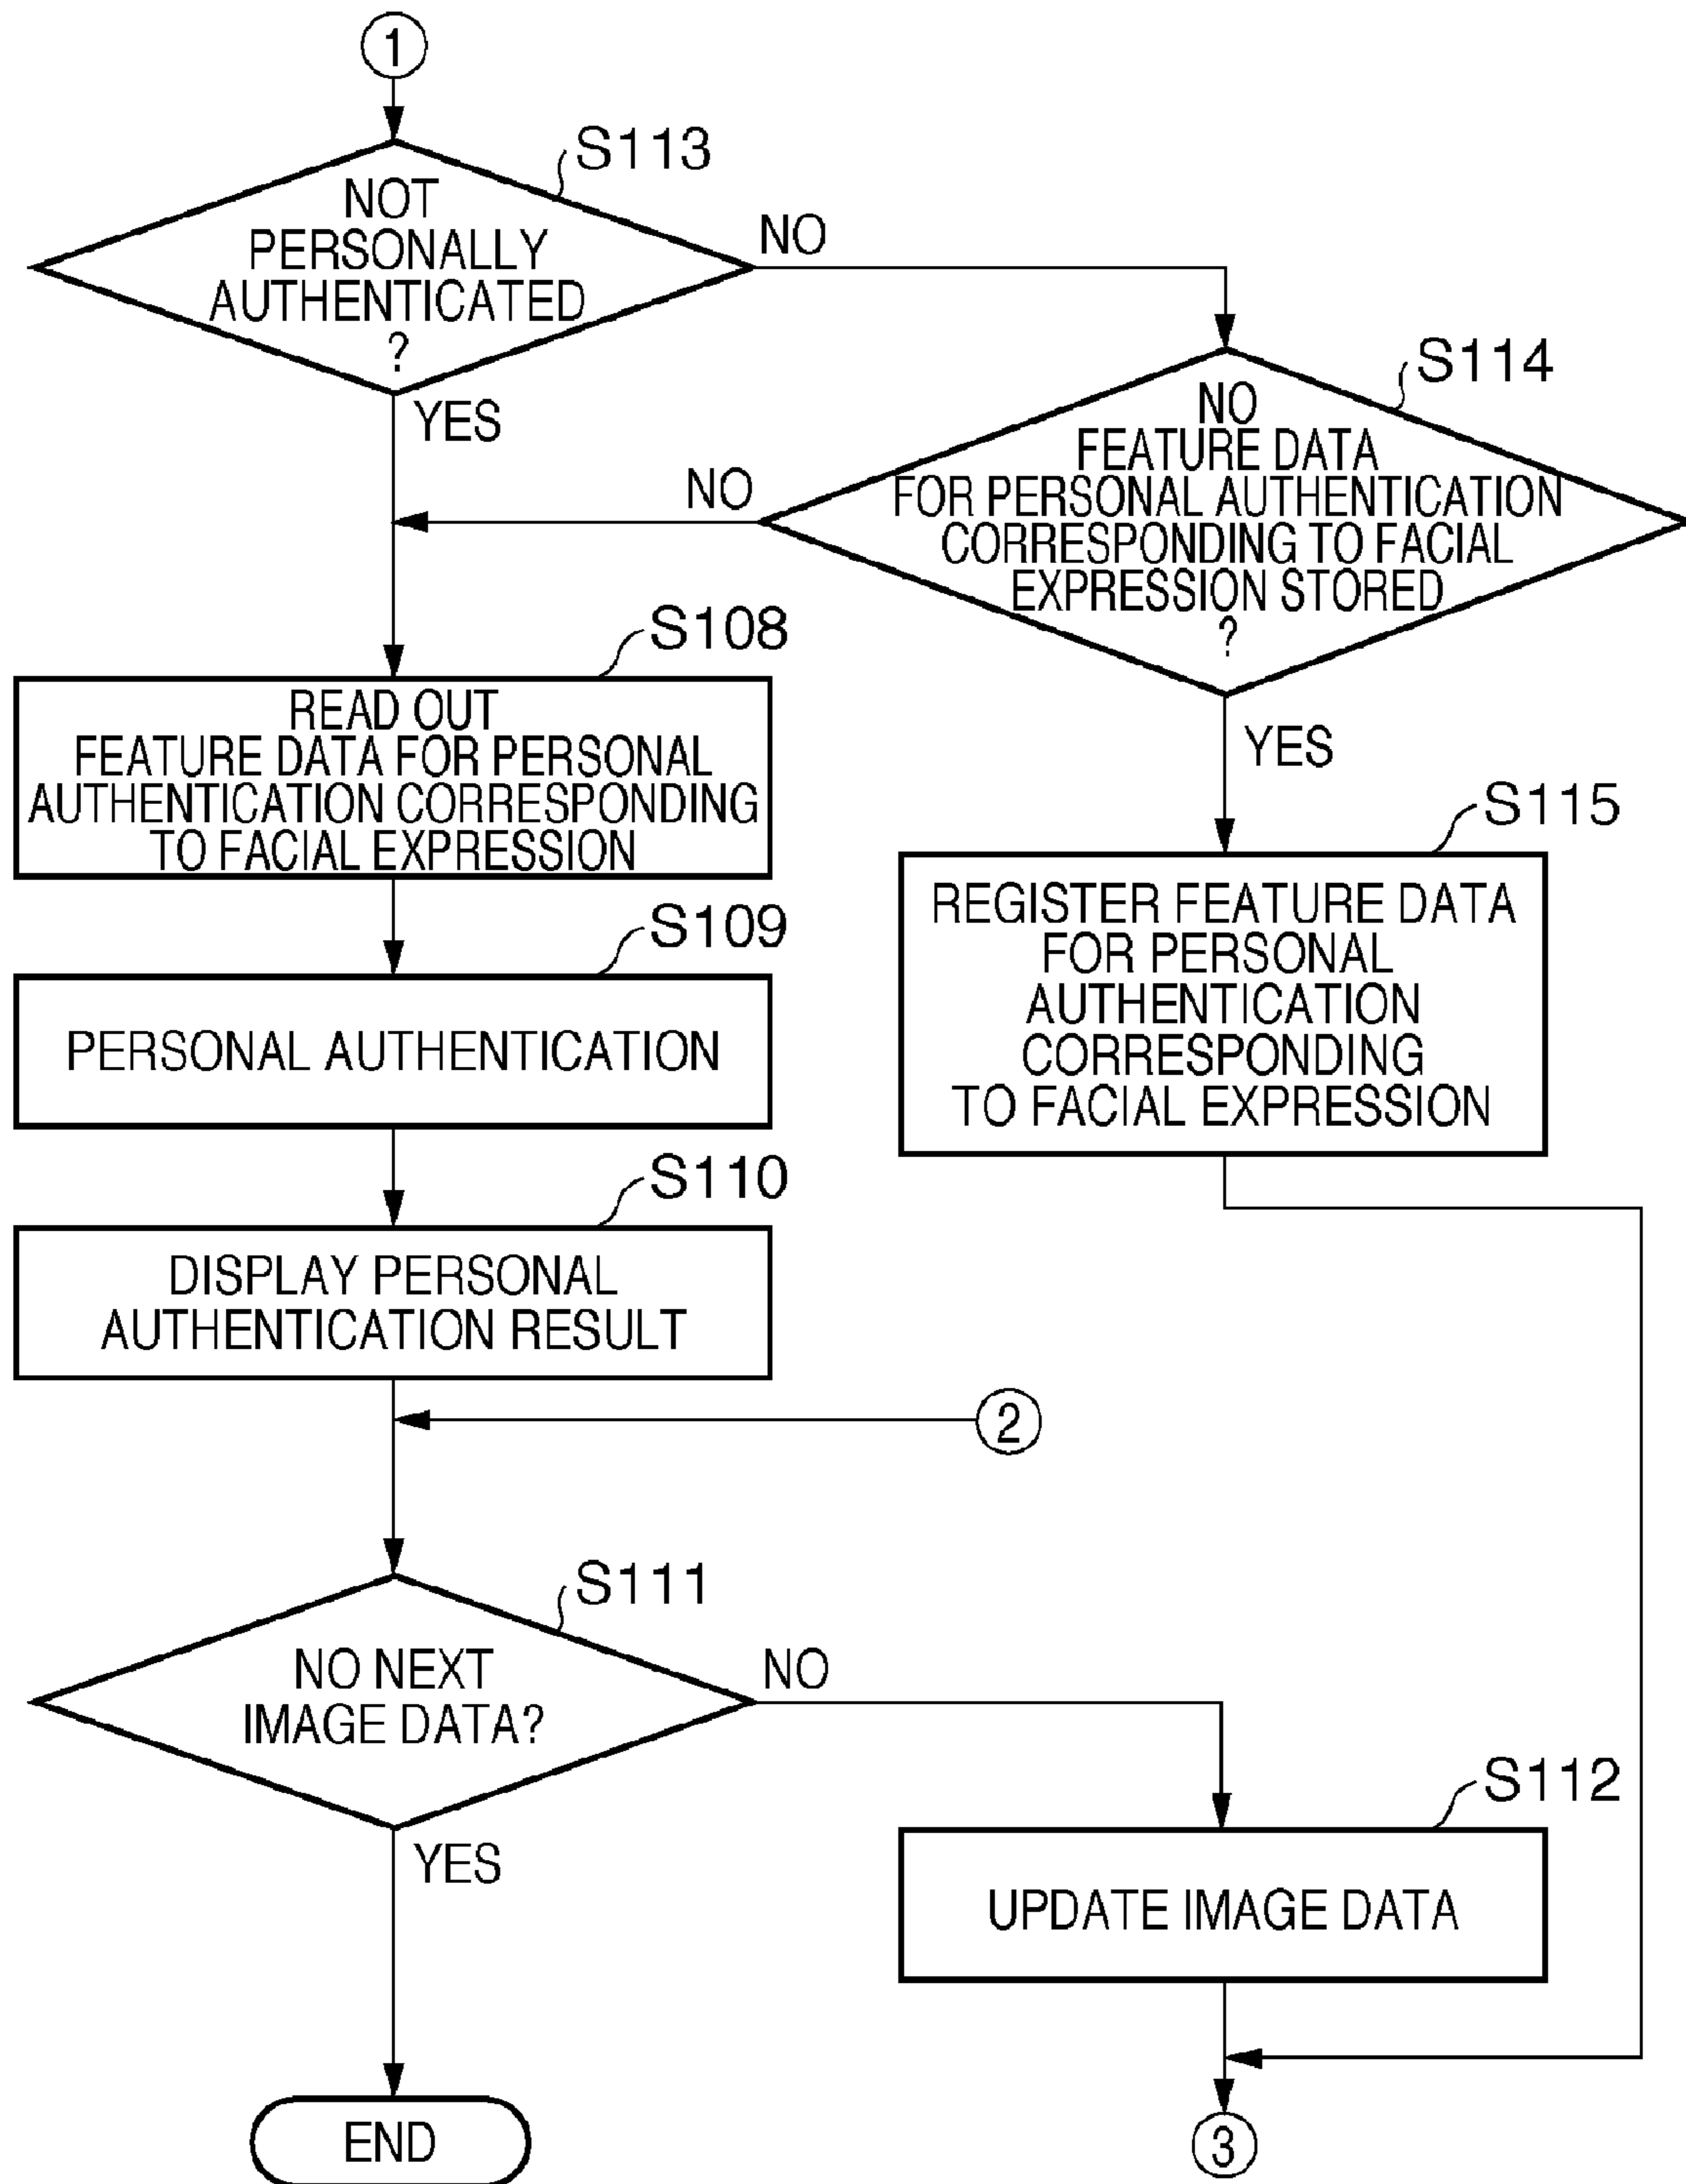 1
S113
NOT
PERSONALLY
AUTHENTICATED
?
NO
YES
S114
NO
FEATURE DATA
FOR PERSONAL AUTHENTICATION
CORRESPONDING TO FACIAL
EXPRESSION STORED
?
NO
YES
S108
READ OUT
FEATURE DATA FOR PERSONAL
AUTHENTICATION CORRESPONDING
TO FACIAL EXPRESSION
S115
REGISTER FEATURE DATA
FOR PERSONAL
AUTHENTICATION
CORRESPONDING
TO FACIAL EXPRESSION
S109
PERSONAL AUTHENTICATION
S110
DISPLAY PERSONAL
AUTHENTICATION RESULT
2
S111
NO NEXT
IMAGE DATA?
NO
YES
S112
UPDATE IMAGE DATA
END
3